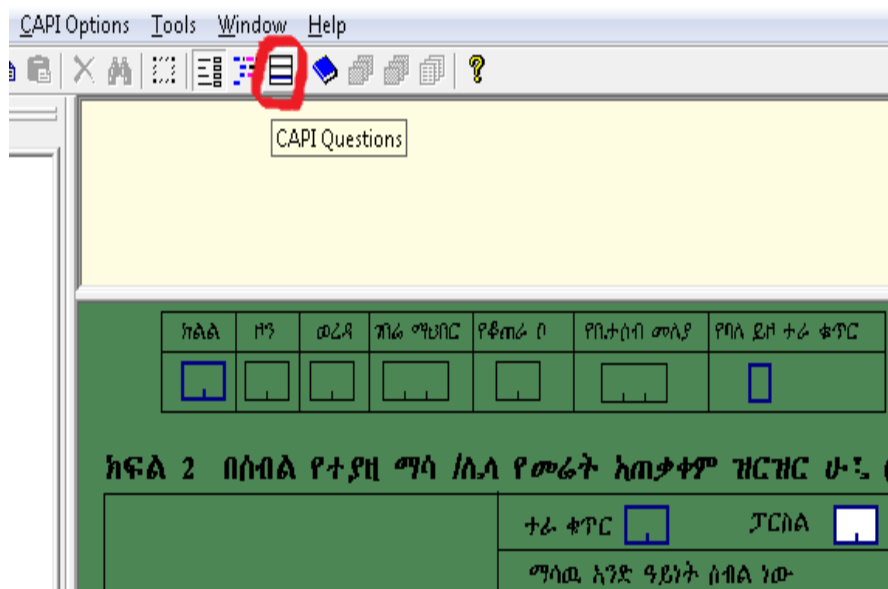 CAPI Options Tools Window Help
CAPI Questions
ክልል ዞን ወረዳ ገበሬ ማህበር የቆጠራ ቦ የቤተሰብ መለያ የባለ ይዞ ተራ ቁጥር
ክፍል 2 በሰብል የተያዘ ማሳ /ሌላ የመሬት አጠቃቀም ዝርዝር ሁ
ተራ ቁጥር ፓርስል
ማሳዉ አንድ ዓይነት ሰብል ነው